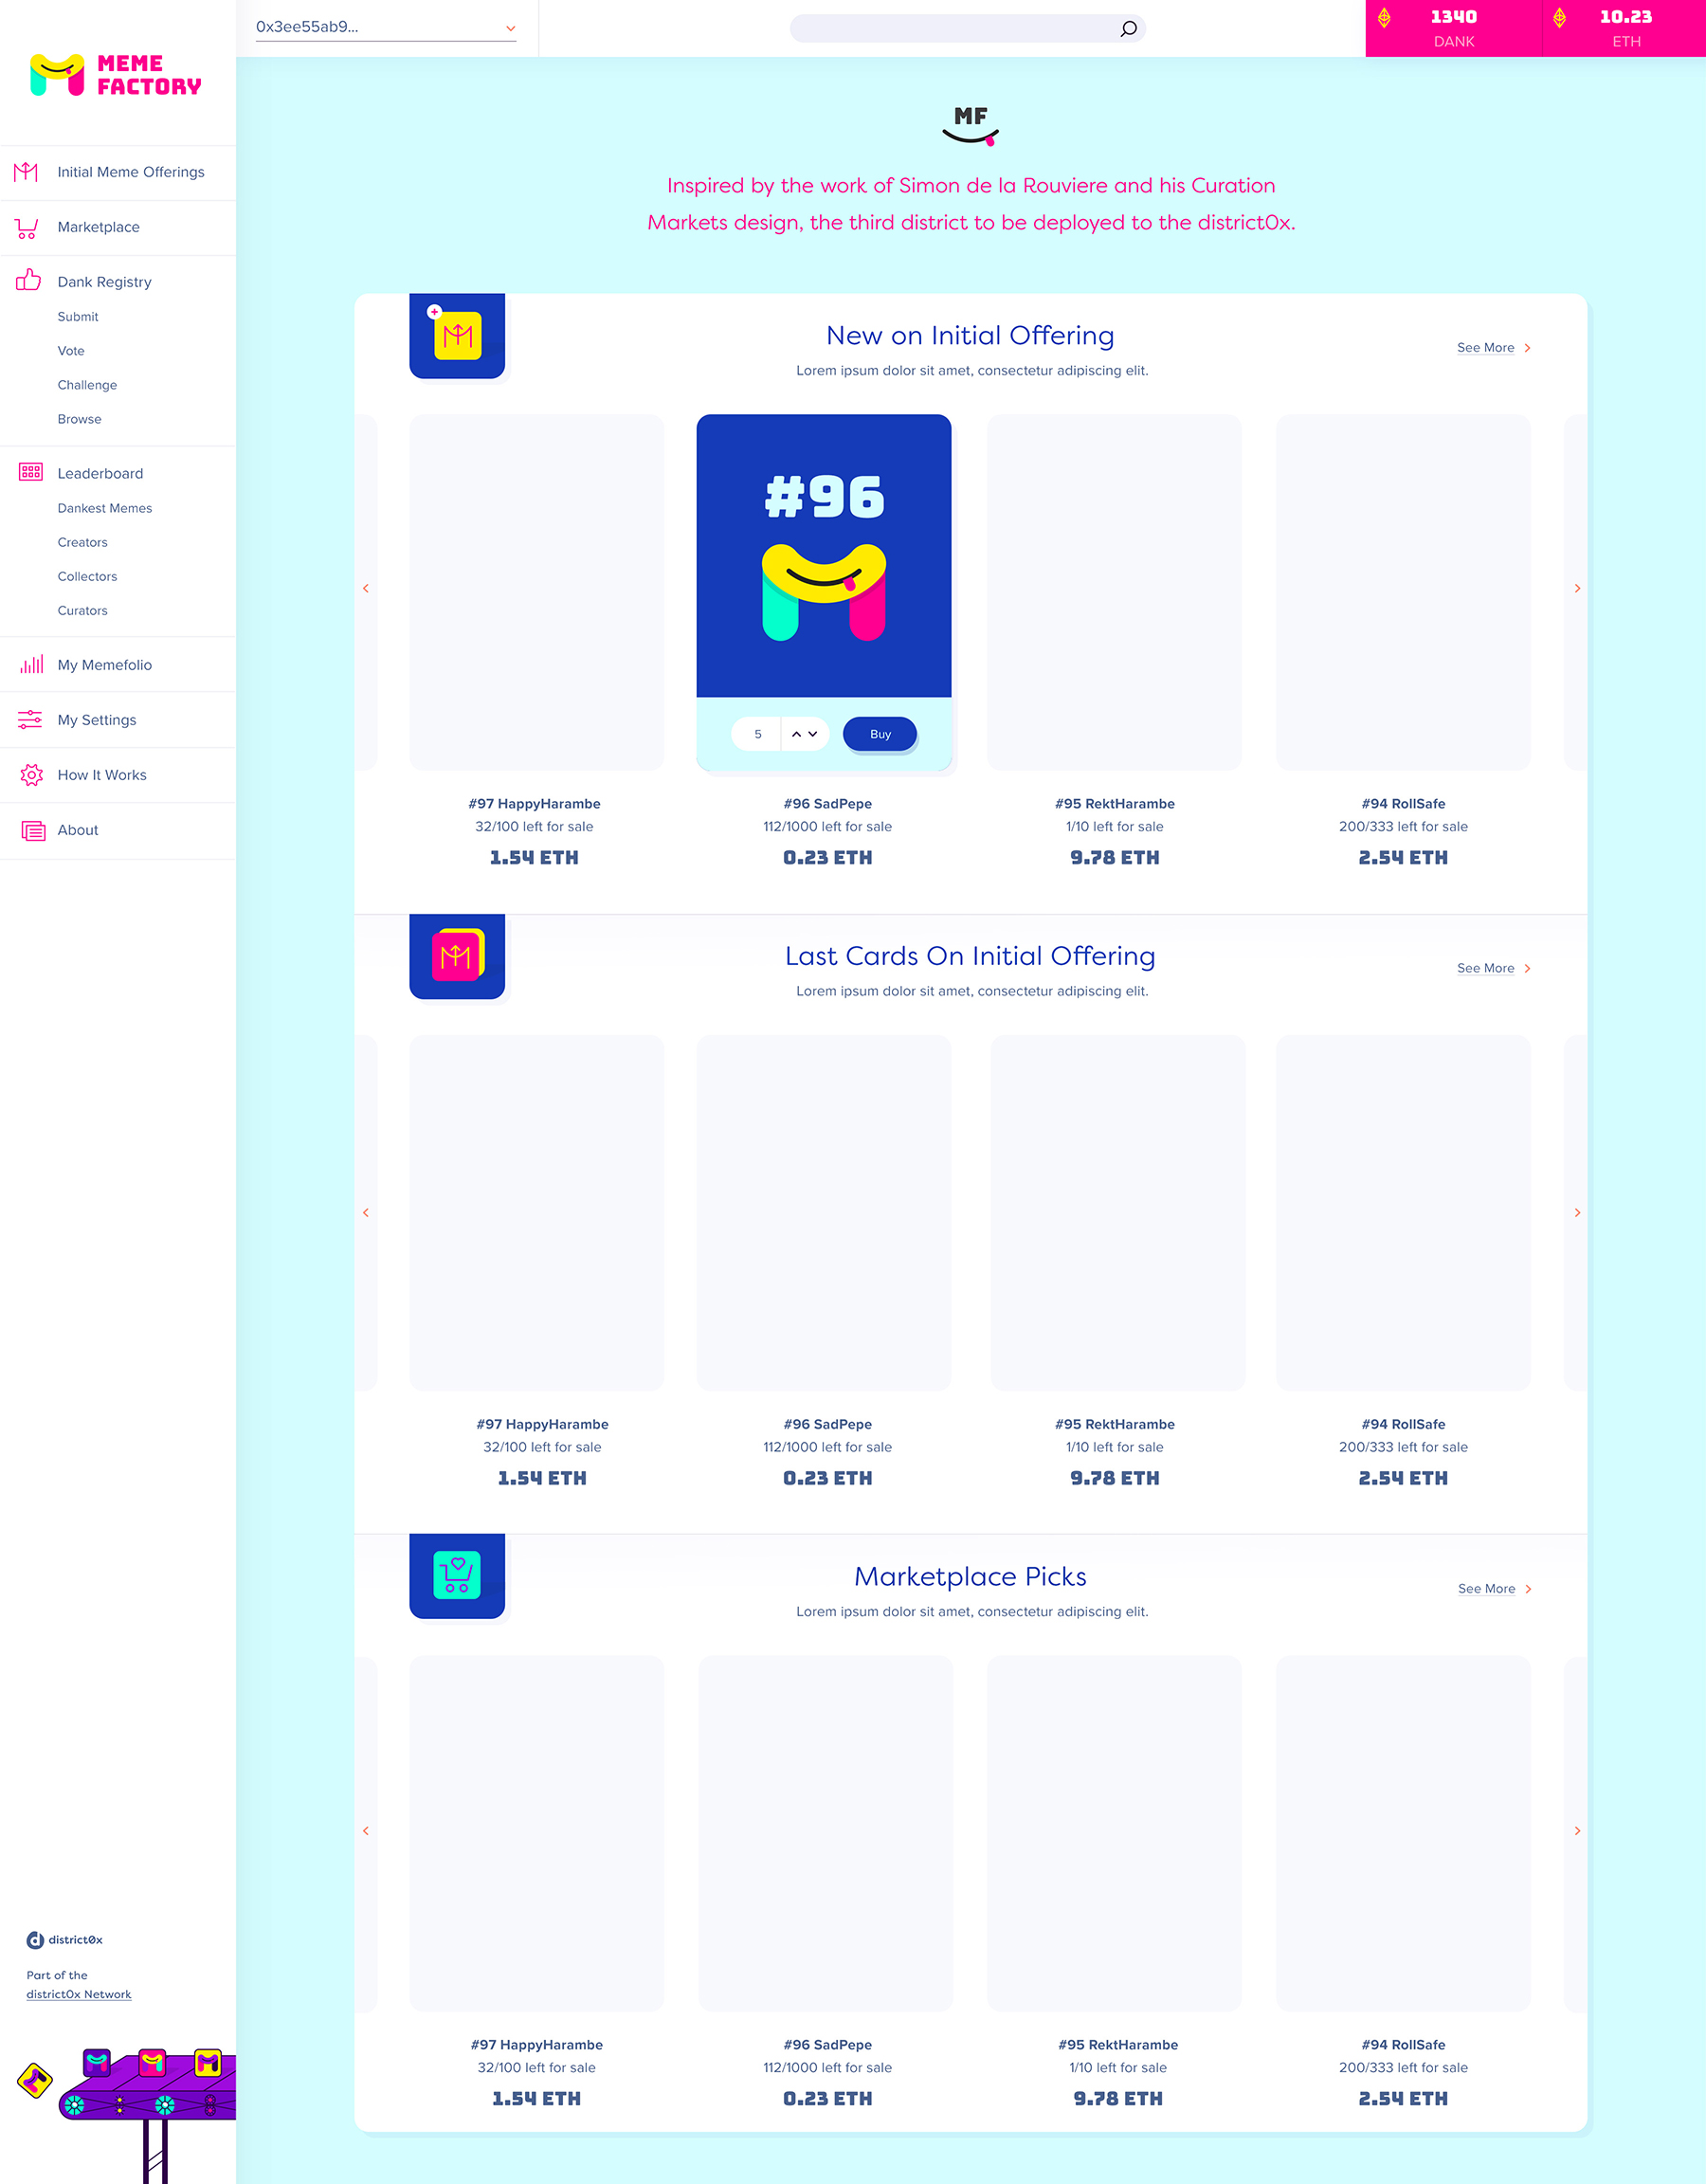 MEME
FACTORY
Initial Meme Offerings
Marketplace
Dank Registry
Submit
Vote
Challenge
Browse
Leaderboard
Dankest Memes
Creators
Collectors
Curators
My Memefolio
My Settings
How It Works
About
district0x
Part of the
district0x Network
0x3ee55ab9...
1340
DANK
10.23
ETH
MF
Inspired by the work of Simon de la Rouviere and his Curation
Markets design, the third district to be deployed to the district0x.
New on Initial Offering
Lorem ipsum dolor sit amet, consectetur adipiscing elit.
See More
#96
5
Buy
#97 HappyHarambe
32/100 left for sale
1.54 ETH
#96 SadPepe
112/1000 left for sale
0.23 ETH
#95 RektHarambe
1/10 left for sale
9.78 ETH
#94 RollSafe
200/333 left for sale
2.54 ETH
Last Cards On Initial Offering
Lorem ipsum dolor sit amet, consectetur adipiscing elit.
See More
#97 HappyHarambe
32/100 left for sale
1.54 ETH
#96 SadPepe
112/1000 left for sale
0.23 ETH
#95 RektHarambe
1/10 left for sale
9.78 ETH
#94 RollSafe
200/333 left for sale
2.54 ETH
Marketplace Picks
Lorem ipsum dolor sit amet, consectetur adipiscing elit.
See More
#97 HappyHarambe
32/100 left for sale
1.54 ETH
#96 SadPepe
112/1000 left for sale
0.23 ETH
#95 RektHarambe
1/10 left for sale
9.78 ETH
#94 RollSafe
200/333 left for sale
2.54 ETH